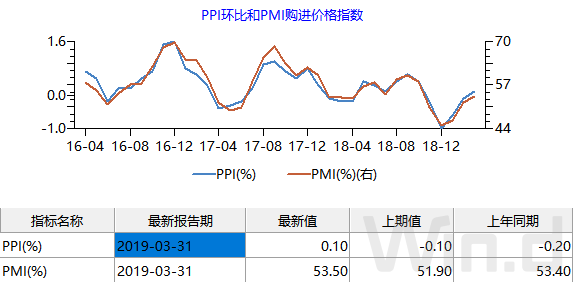 PPI环比和PMI购进价格指数
1.6 70
0.0 57
-1.0 44
16-04 16-08 16-12 17-04 17-08 17-12 18-04 18-08 18-12
PPI(%) PMI(%)(右)
指标名称 最新报告期 最新值 上期值 上年同期
PPI(%) 2019-03-31 0.10 -0.10 -0.20
PMI(%) 2019-03-31 53.50 51.90 53.40
Win.d